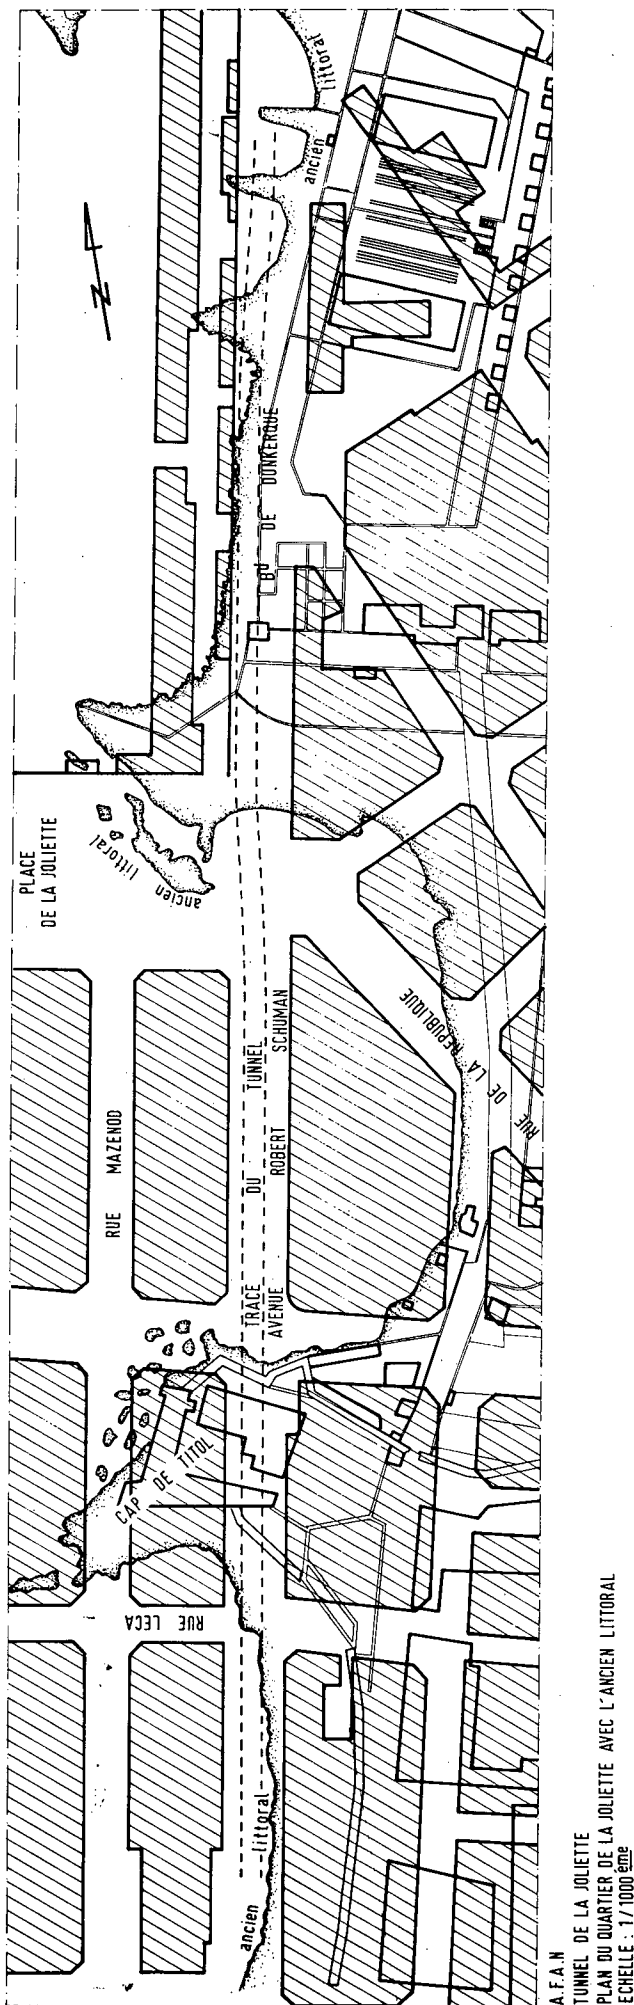 N
ancien littoral
Bd DE DUNKERQUE
PLACE
DE LA JOLIETTE
ancien littoral
RUE MAZENOD
TRACE DU TUNNEL
AVENUE ROBERT SCHUMAN
RUE DE LA REPUBLIQUE
CAP DE TITOL
RUE LECA
ancien littoral
A.F.A.N
TUNNEL DE LA JOLIETTE
PLAN DU QUARTIER DE LA JOLIETTE AVEC L'ANCIEN LITTORAL
ECHELLE : 1/1000 ème